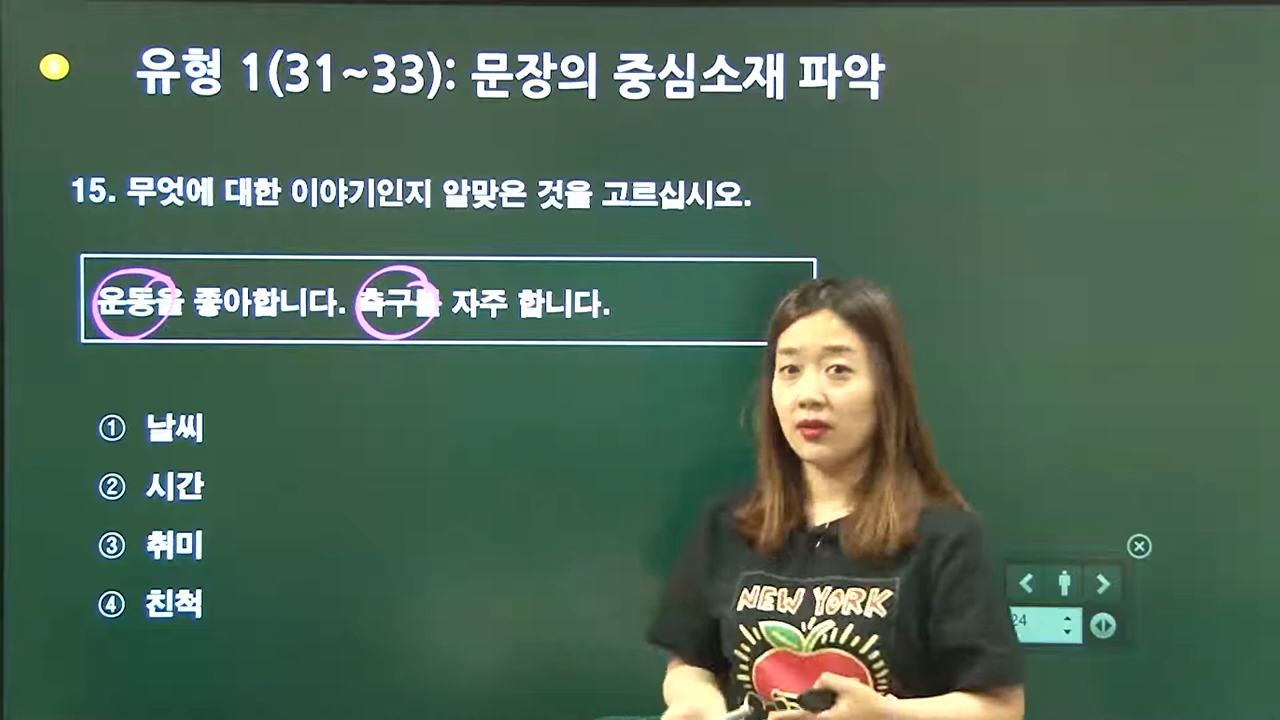 유형 1(31~33): 문장의 중심소재 파악
15. 무엇에 대한 이야기인지 알맞은 것을 고르십시오.
운동을 좋아합니다. 축구를 자주 합니다.
① 날씨
② 시간
③ 취미
④ 친척
NEW YORK
24